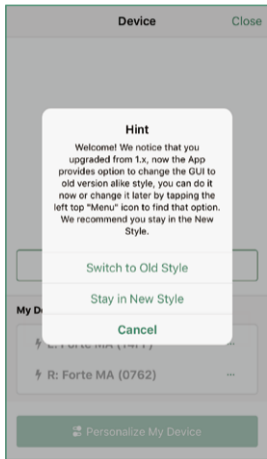 Device
Close
Hint
Welcome! We notice that you
upgraded from 1.x, now the App
provides option to change the GUI to
old version alike style, you can do it
now or change it later by tapping the
left top "Menu" icon to find that option.
We recommend you stay in the New
Style.
Switch to Old Style
Stay in New Style
Cancel
My D
L: Forte MA (1477)
R: Forte MA (0762)
Personalize My Device